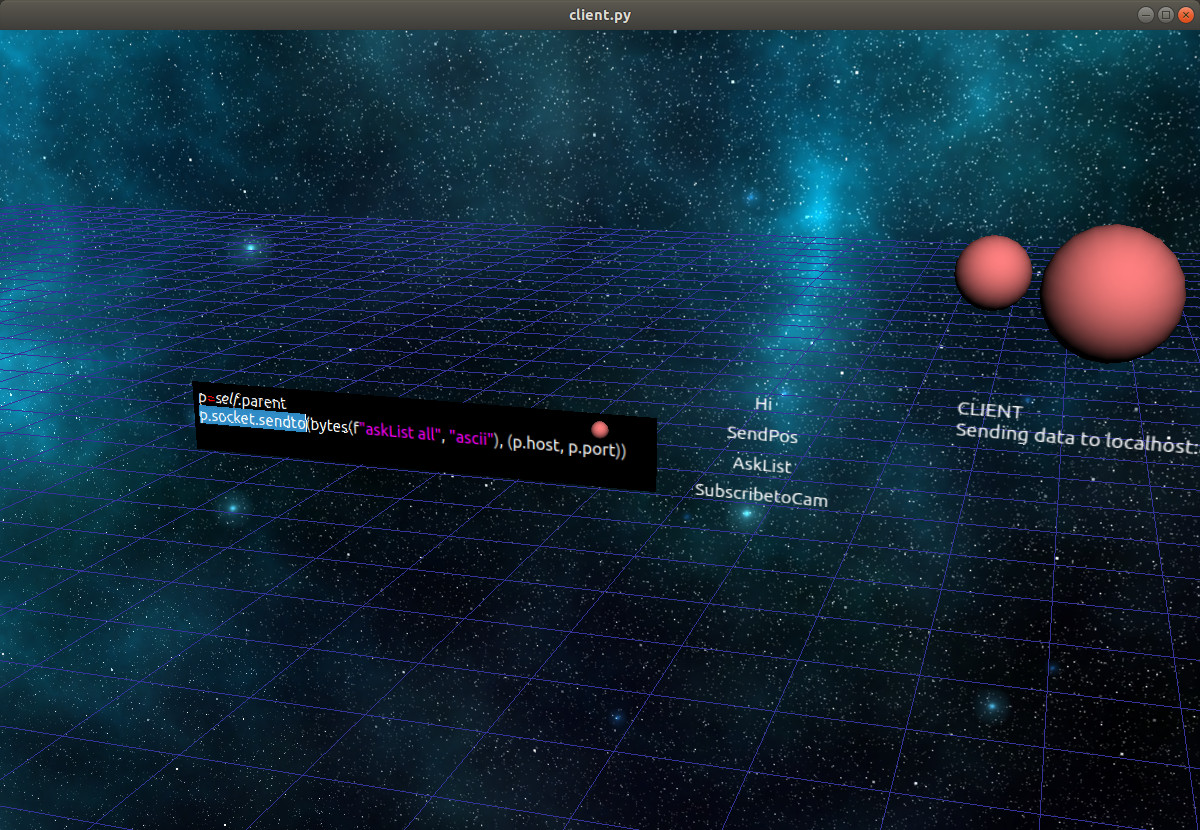 client.py
p=self.parent
p.socket.sendto(bytes(f"askList all", "ascii"), (p.host, p.port))
Hi
SendPos
AskList
SubscribetoCam
CLIENT
Sending data to localhost: